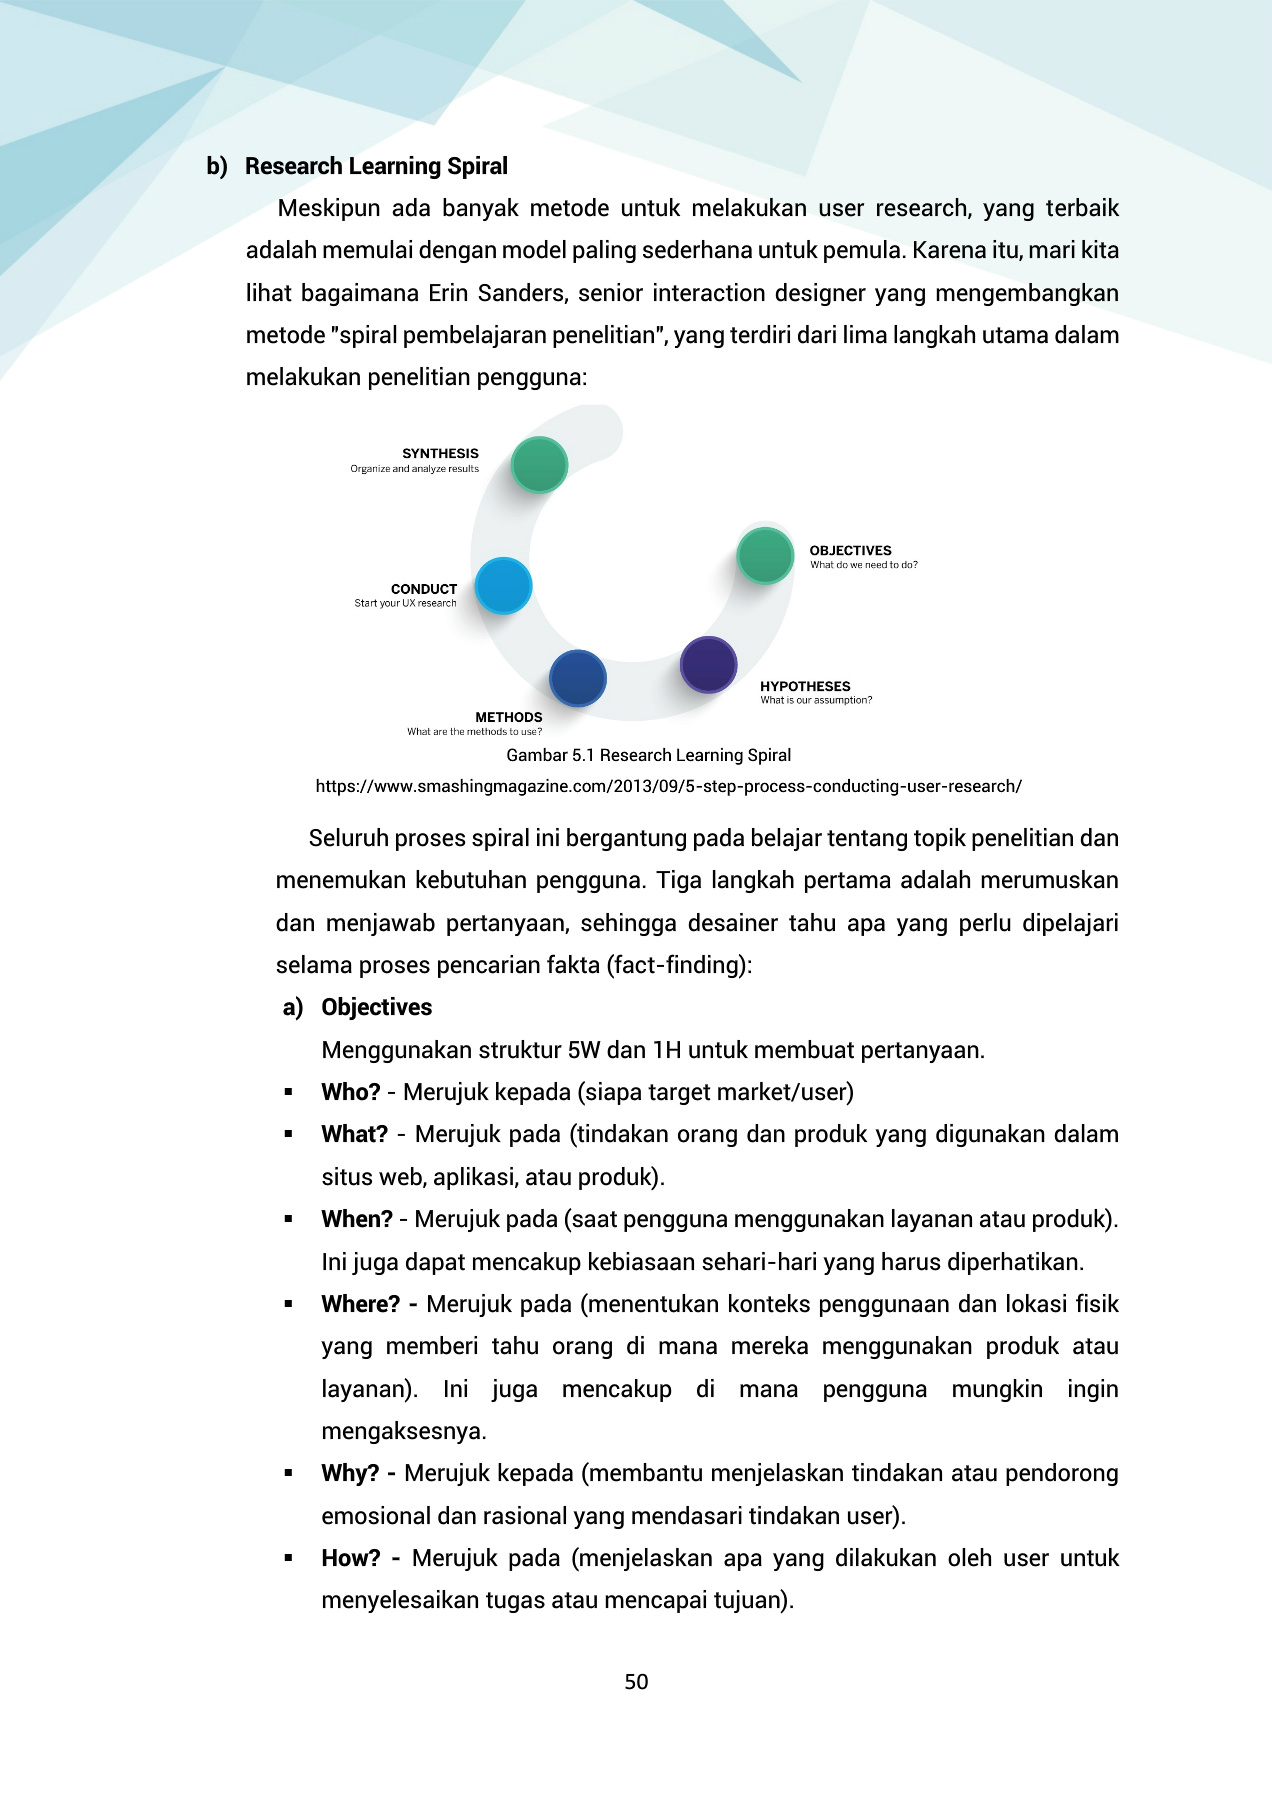 b) Research Learning Spiral
Meskipun ada banyak metode untuk melakukan user research, yang terbaik
adalah memulai dengan model paling sederhana untuk pemula. Karena itu, mari kita
lihat bagaimana Erin Sanders, senior interaction designer yang mengembangkan
metode "spiral pembelajaran penelitian", yang terdiri dari lima langkah utama dalam
melakukan penelitian pengguna:
SYNTHESIS
Organize and analyze results
OBJECTIVES
What do we need to do?
CONDUCT
Start your UX research
HYPOTHESES
What is our assumption?
METHODS
What are the methods to use?
Gambar 5.1 Research Learning Spiral
https://www.smashingmagazine.com/2013/09/5-step-process-conducting-user-research/
Seluruh proses spiral ini bergantung pada belajar tentang topik penelitian dan
menemukan kebutuhan pengguna. Tiga langkah pertama adalah merumuskan
dan menjawab pertanyaan, sehingga desainer tahu apa yang perlu dipelajari
selama proses pencarian fakta (fact-finding):
a) Objectives
Menggunakan struktur 5W dan 1H untuk membuat pertanyaan.
▪ Who? - Merujuk kepada (siapa target market/user)
▪ What? - Merujuk pada (tindakan orang dan produk yang digunakan dalam
situs web, aplikasi, atau produk).
▪ When? - Merujuk pada (saat pengguna menggunakan layanan atau produk).
Ini juga dapat mencakup kebiasaan sehari-hari yang harus diperhatikan.
▪ Where? - Merujuk pada (menentukan konteks penggunaan dan lokasi fisik
yang memberi tahu orang di mana mereka menggunakan produk atau
layanan). Ini juga mencakup di mana pengguna mungkin ingin
mengaksesnya.
▪ Why? - Merujuk kepada (membantu menjelaskan tindakan atau pendorong
emosional dan rasional yang mendasari tindakan user).
▪ How? - Merujuk pada (menjelaskan apa yang dilakukan oleh user untuk
menyelesaikan tugas atau mencapai tujuan).
50